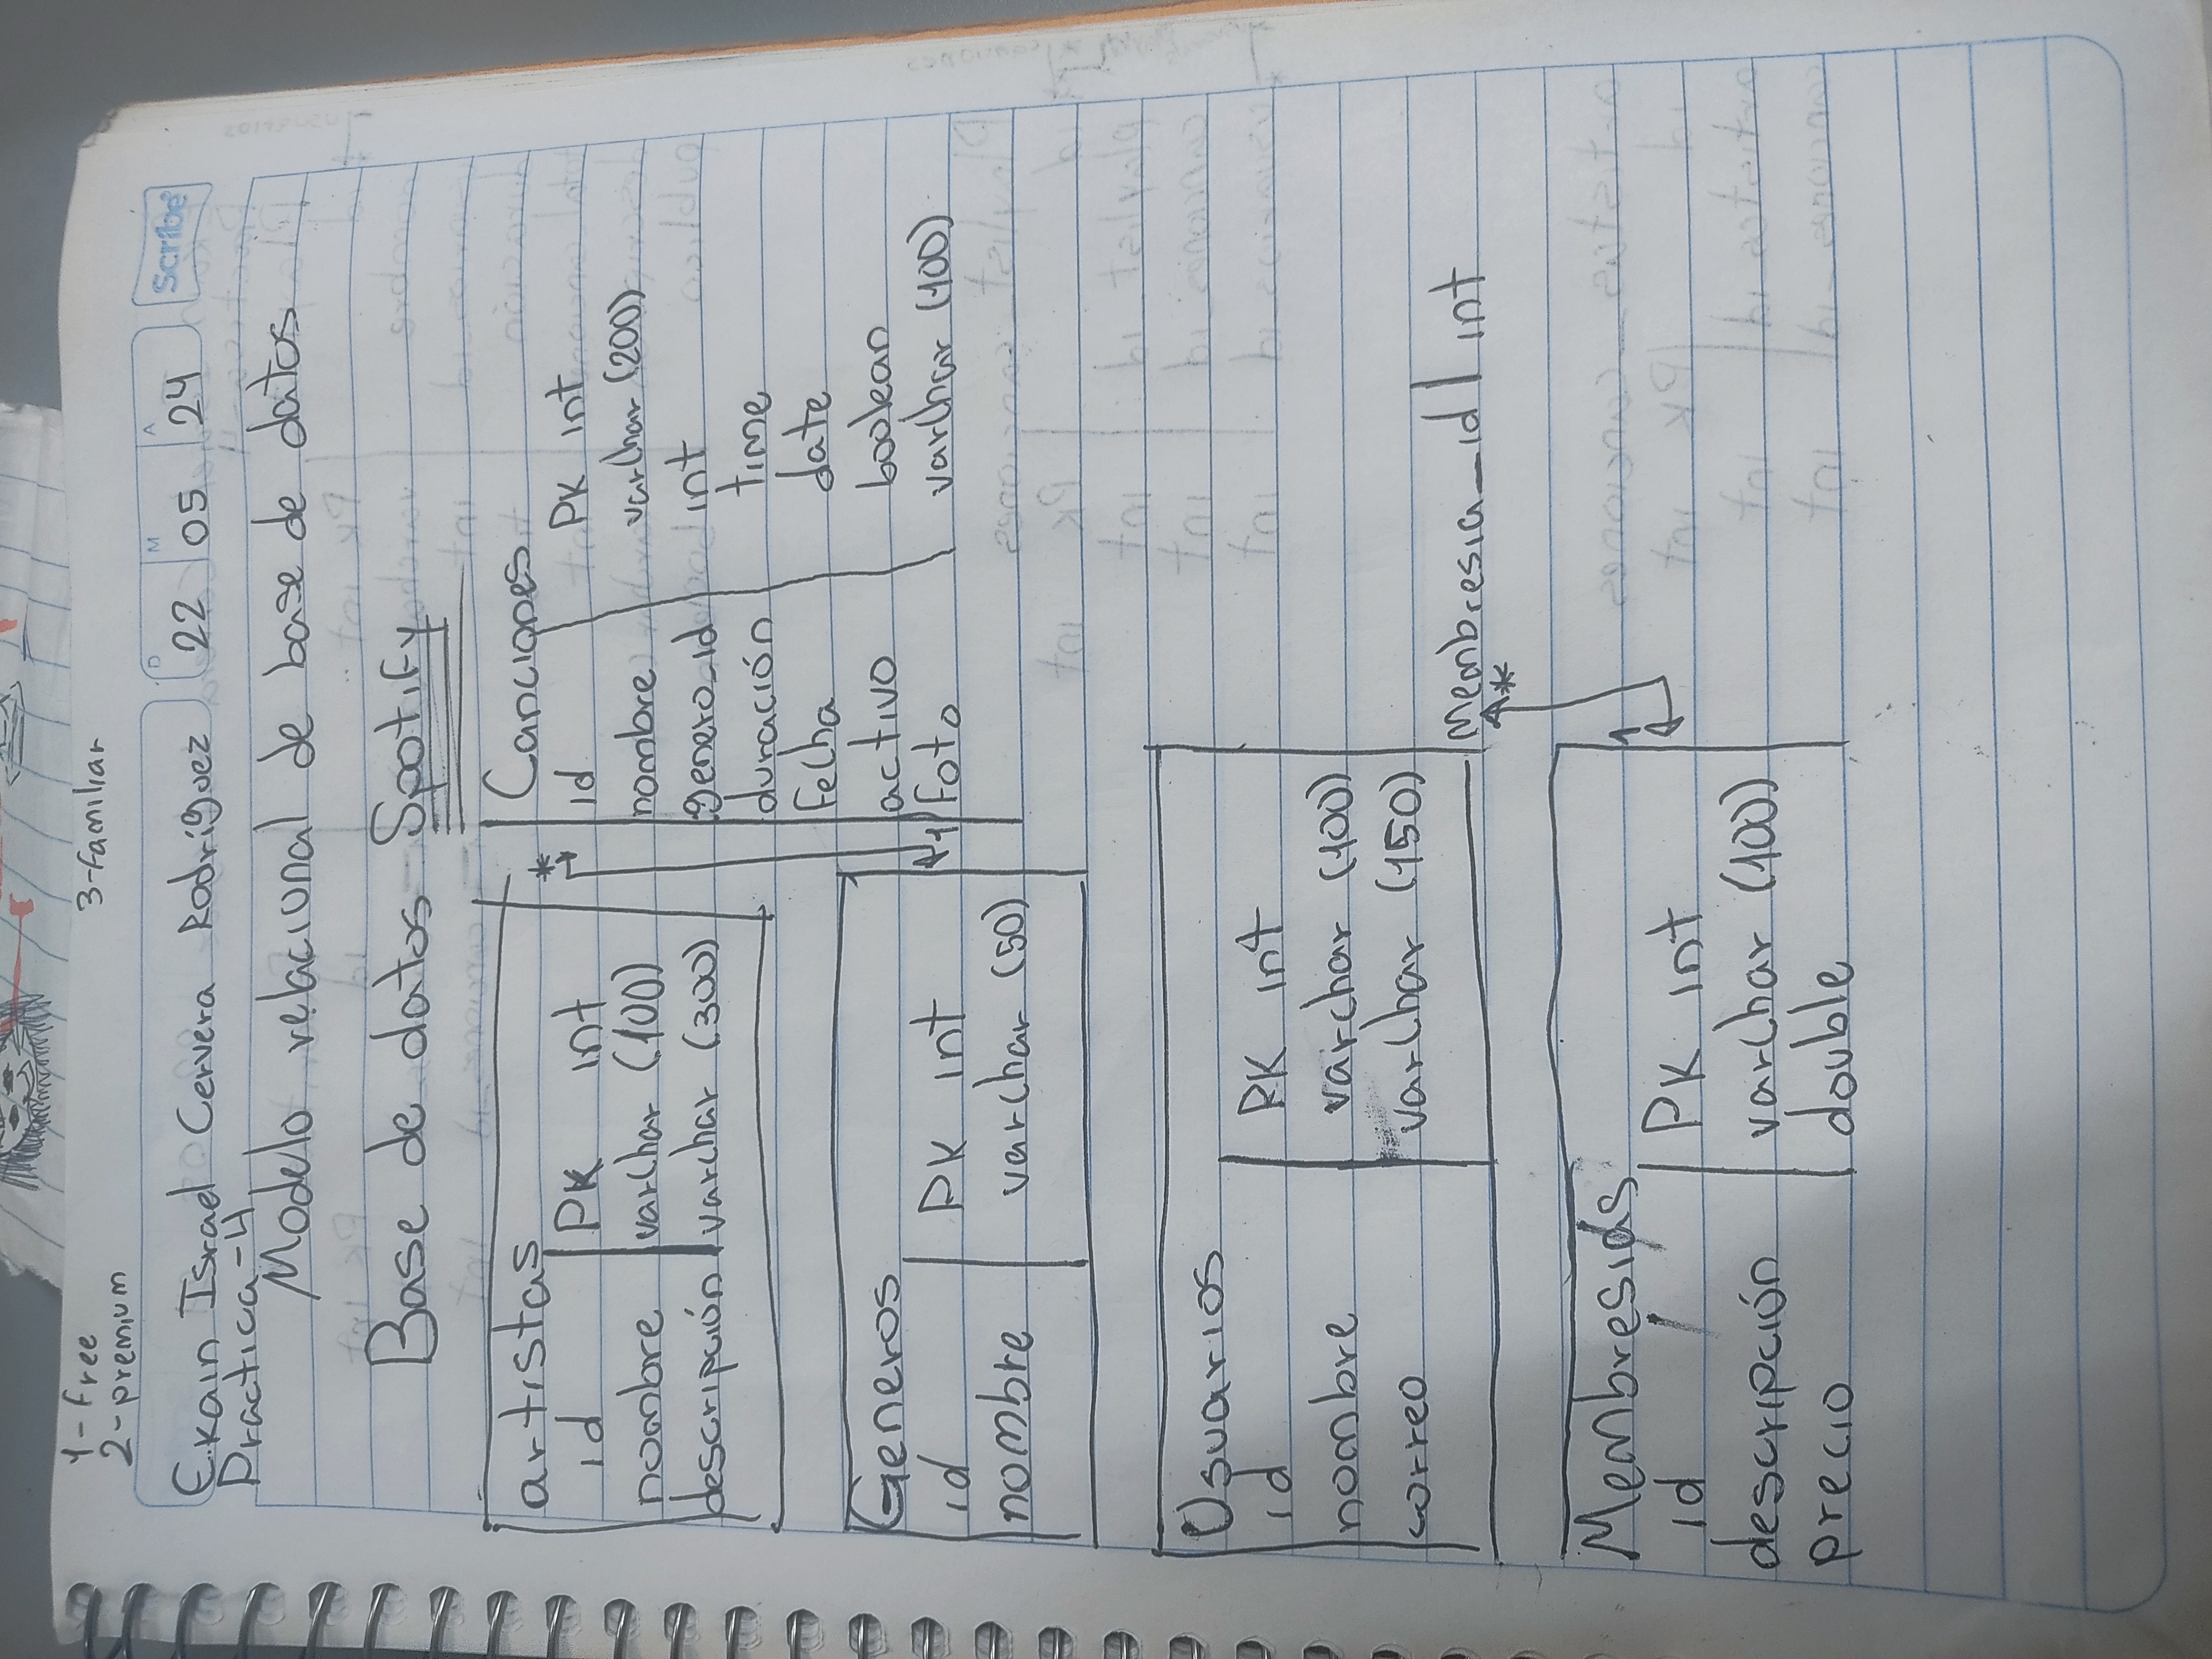 1-free
2-premium
3-familiar
Ekain Israel Cervera Rodríguez
D 22 M 05 A 24
Scribe
Practica-4
Modelo relacional de base de datos
Base de datos Spotify
artistas
id PK int
nombre varchar (100)
descripción varchar (300)
*
Canciones
id PK int
nombre varchar (200)
genero_id int
duración time
fecha date
activo boolean
foto varchar (100)
Generos
id PK int
1
nombre varchar (50)
Usuarios
id PK int
nombre varchar (100)
correo varchar (150)
Membresia_id int
*
Membresias
1
id PK int
descripción varchar (100)
precio double